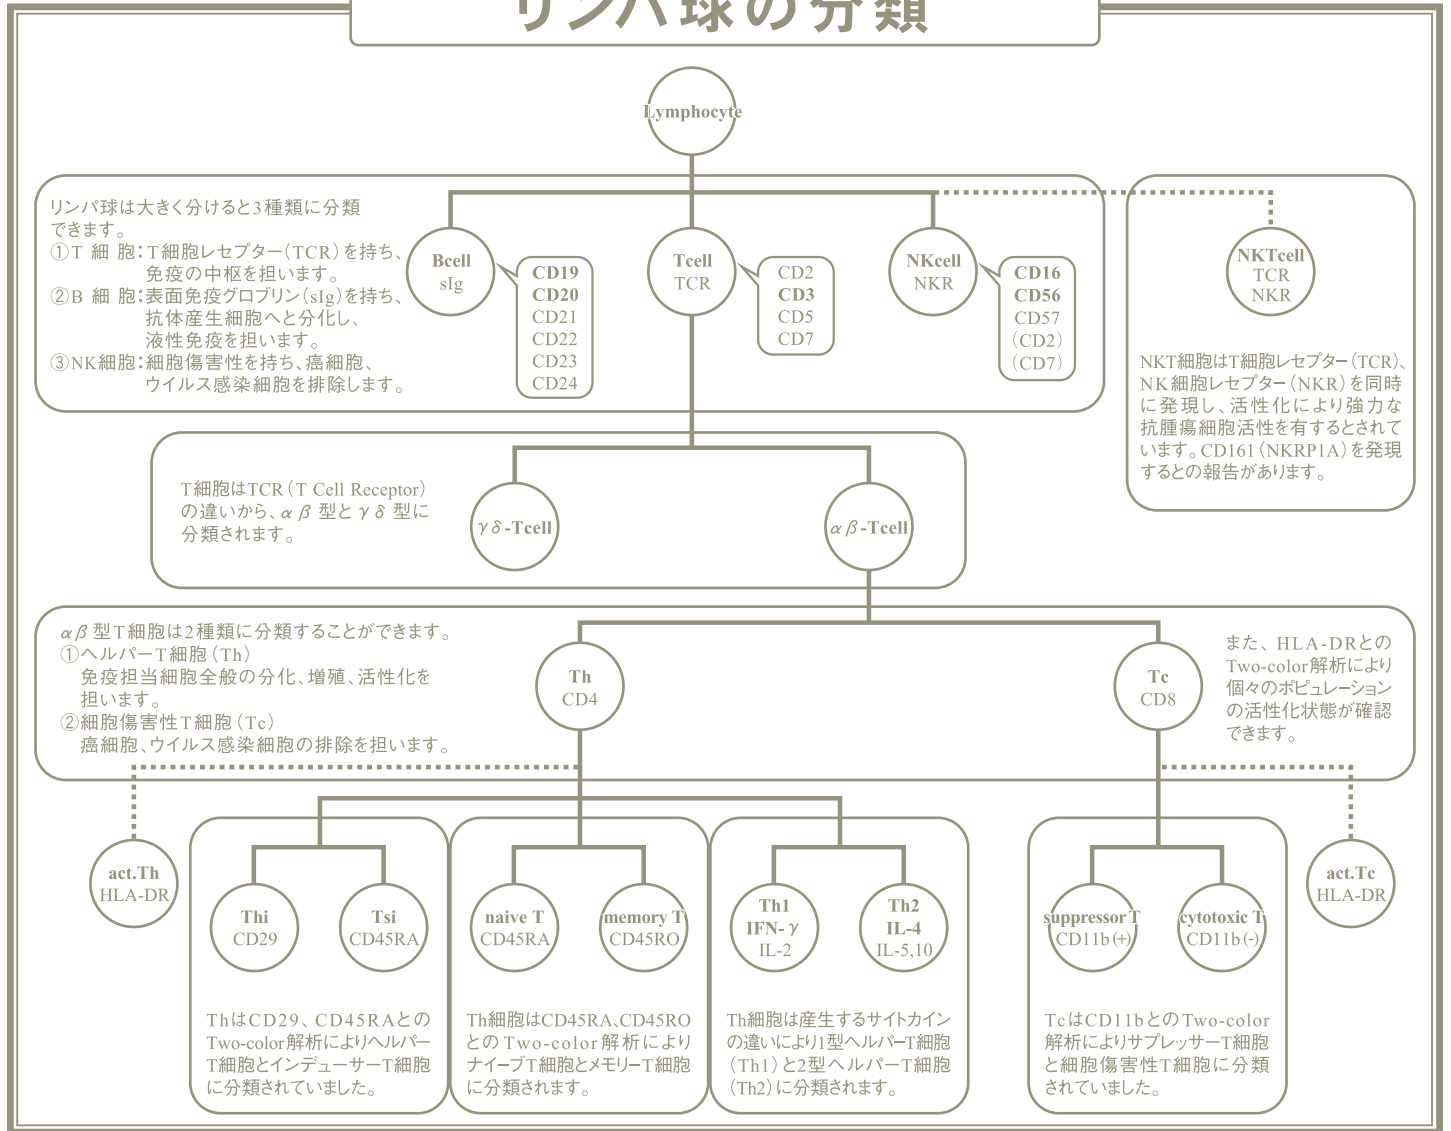 リンパ球の分類
Lymphocyte
リンパ球は大きく分けると3種類に分類
できます。
①T 細 胞：T細胞レセプター（TCR）を持ち、
免疫の中枢を担います。
②B 細 胞：表面免疫グロブリン（sIg）を持ち、
抗体産生細胞へと分化し、
液性免疫を担います。
③NK細胞：細胞傷害性を持ち、癌細胞、
ウイルス感染細胞を排除します。
Bcell
sIg
CD19
CD20
CD21
CD22
CD23
CD24
Tcell
TCR
CD2
CD3
CD5
CD7
NKcell
NKR
CD16
CD56
CD57
（CD2）
（CD7）
NKTcell
TCR
NKR
NKT細胞はT細胞レセプター（TCR）、
NK細胞レセプター（NKR）を同時
に発現し、活性化により強力な
抗腫瘍細胞活性を有するとされて
います。CD161（NKRP1A）を発現
するとの報告があります。
T細胞はTCR（T Cell Receptor）
の違いから、αβ型とγδ型に
分類されます。
γδ-Tcell
αβ-Tcell
αβ型T細胞は2種類に分類することができます。
①ヘルパーT細胞（Th）
免疫担当細胞全般の分化、増殖、活性化を
担います。
②細胞傷害性T細胞（Tc）
癌細胞、ウイルス感染細胞の排除を担います。
Th
CD4
Tc
CD8
また、HLA-DRとの
Two-color解析により
個々のポピュレーション
の活性化状態が確認
できます。
act.Th
HLA-DR
Thi
CD29
Tsi
CD45RA
ThはCD29、CD45RAとの
Two-color解析によりヘルパー
T細胞とインデューサーT細胞
に分類されていました。
naive T
CD45RA
memory T
CD45RO
Th細胞はCD45RA、CD45RO
とのTwo-color解析により
ナイーブT細胞とメモリーT細胞
に分類されます。
Th1
IFN-γ
IL-2
Th2
IL-4
IL-5,10
Th細胞は産生するサイトカイン
の違いにより1型ヘルパーT細胞
（Th1）と2型ヘルパーT細胞
（Th2）に分類されます。
suppressor T
CD11b(+)
cytotoxic T
CD11b(-)
TcはCD11bとのTwo-color
解析によりサプレッサーT細胞
と細胞傷害性T細胞に分類
されていました。
act.Tc
HLA-DR